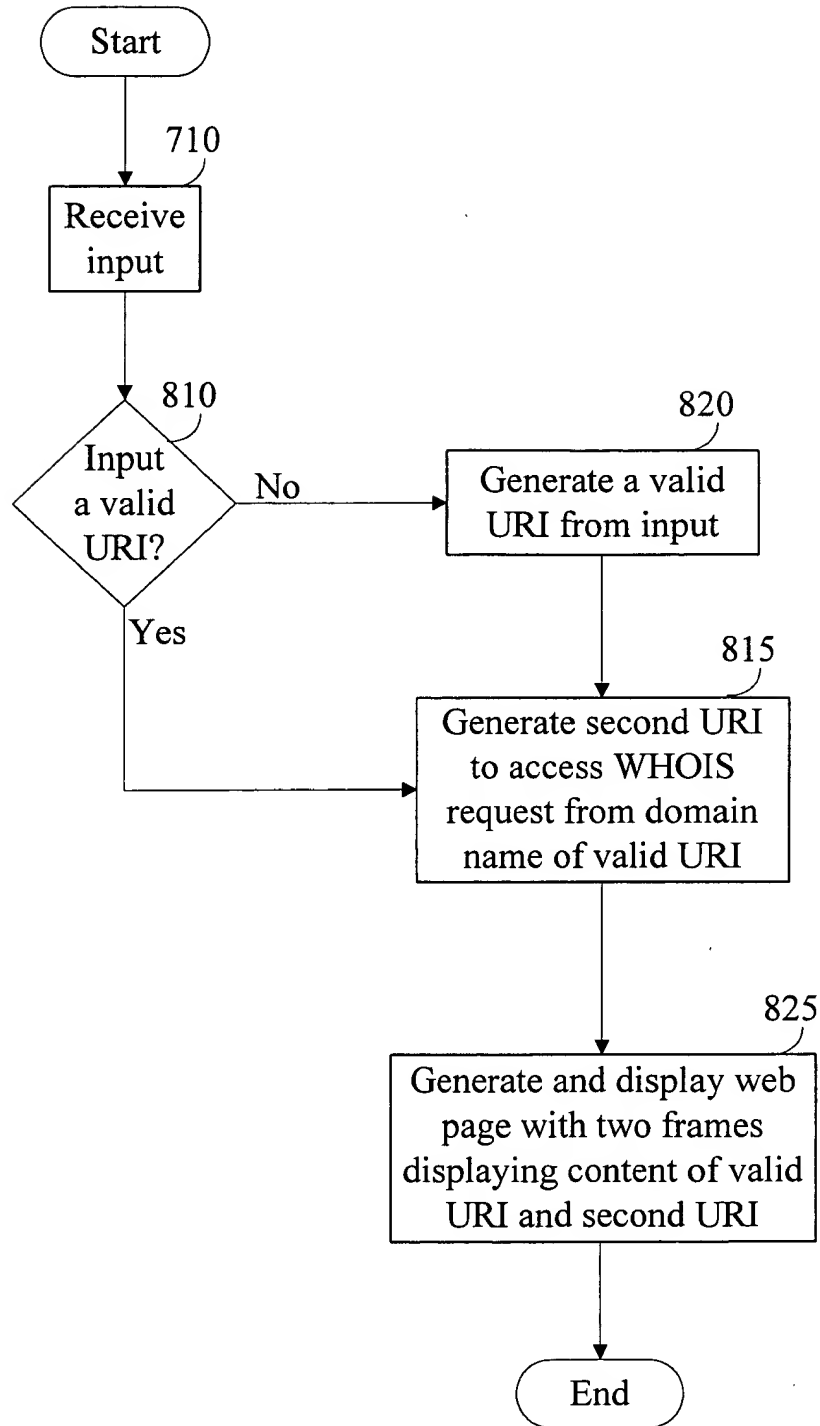 Start
710
Receive
input
810
Input
a valid
URI?
No
Yes
820
Generate a valid
URI from input
815
Generate second URI
to access WHOIS
request from domain
name of valid URI
825
Generate and display web
page with two frames
displaying content of valid
URI and second URI
End